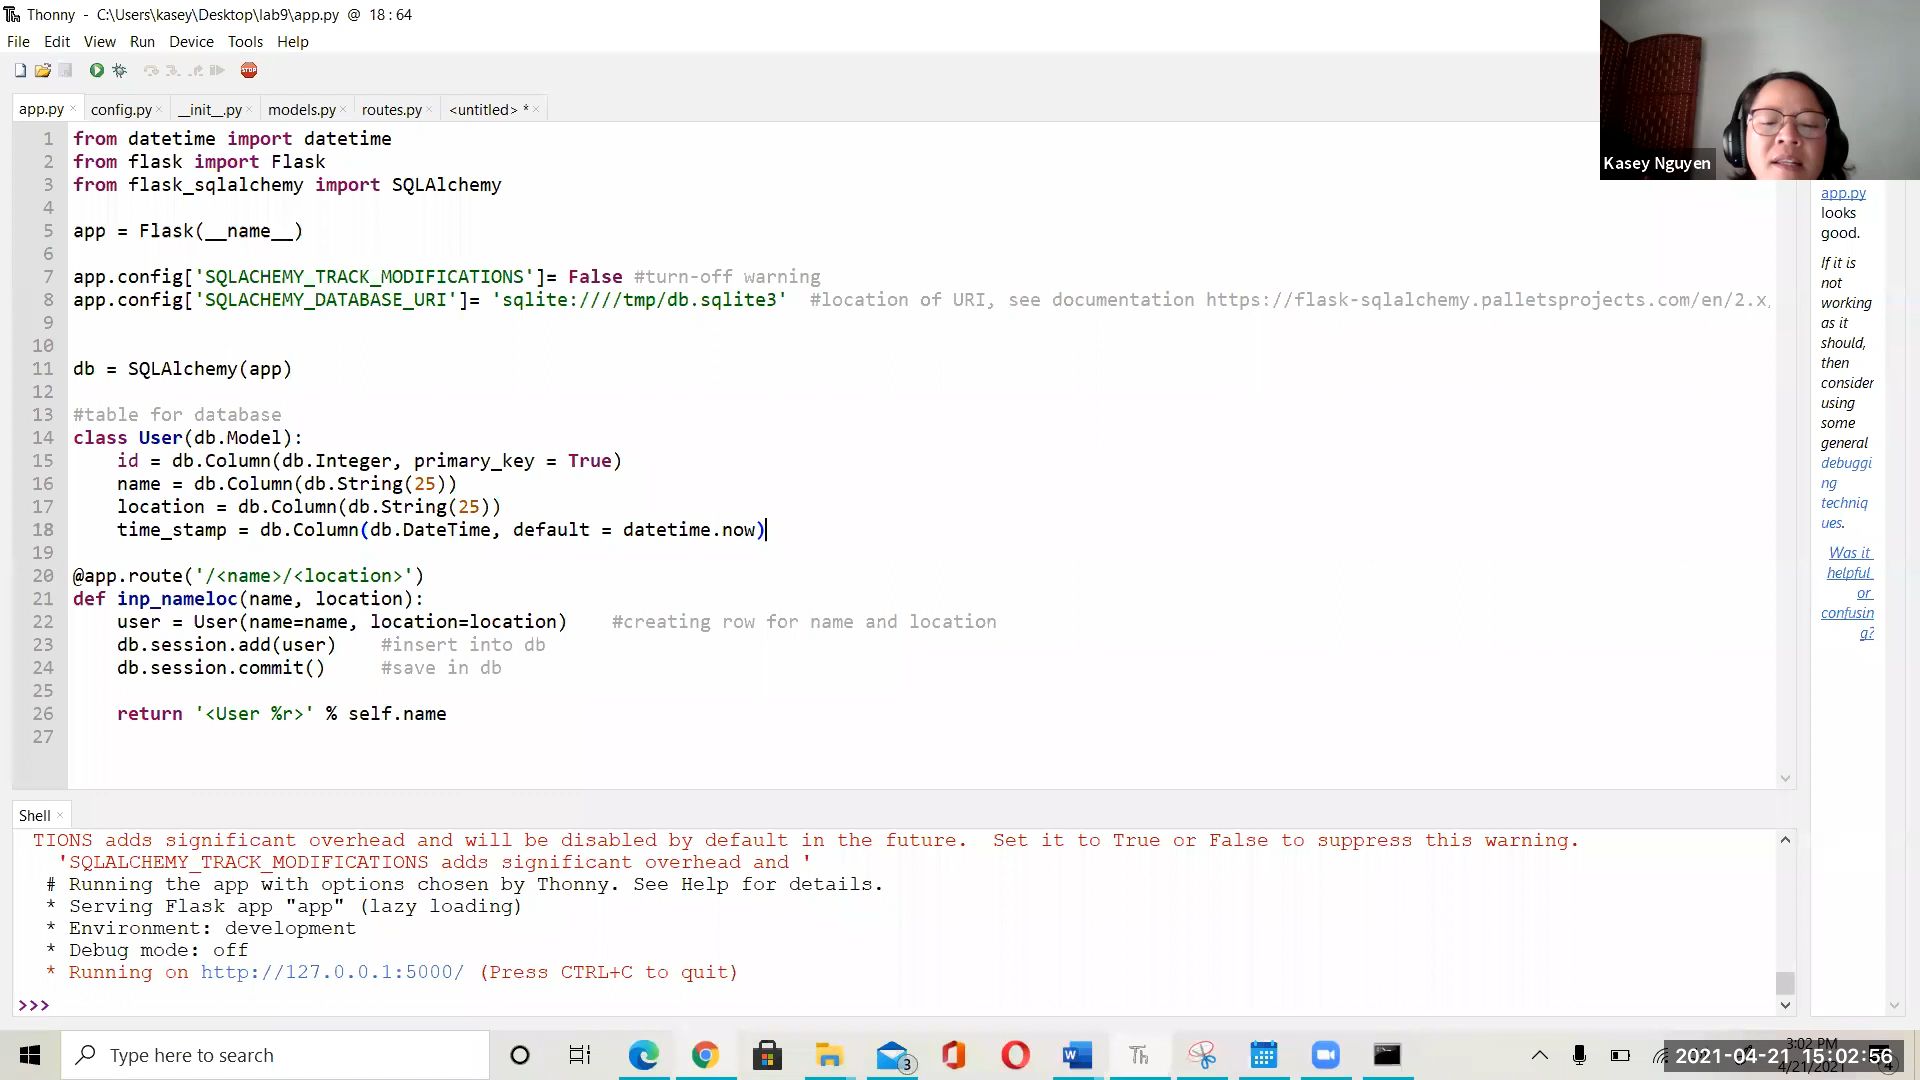 Thonny - C:\Users\kasey\Desktop\lab9\app.py @ 18:64
File Edit View Run Device Tools Help
STOP
app.py config.py __init__.py models.py routes.py <untitled> *
1 from datetime import datetime
2 from flask import Flask
3 from flask_sqlalchemy import SQLAlchemy
4
5 app = Flask(__name__)
6
7 app.config['SQLACHEMY_TRACK_MODIFICATIONS']= False #turn-off warning
8 app.config['SQLACHEMY_DATABASE_URI']= 'sqlite:////tmp/db.sqlite3' #location of URI, see documentation https://flask-sqlalchemy.palletsprojects.com/en/2.x,
9
10
11 db = SQLAlchemy(app)
12
13 #table for database
14 class User(db.Model):
15 id = db.Column(db.Integer, primary_key = True)
16 name = db.Column(db.String(25))
17 location = db.Column(db.String(25))
18 time_stamp = db.Column(db.DateTime, default = datetime.now)
19
20 @app.route('/<name>/<location>')
21 def inp_nameloc(name, location):
22 user = User(name=name, location=location) #creating row for name and location
23 db.session.add(user) #insert into db
24 db.session.commit() #save in db
25
26 return '<User %r>' % self.name
27
Kasey Nguyen
app.py
looks
good.
If it is
not
working
as it
should,
then
consider
using
some
general
debuggi
ng
techniq
ues.
Was it
helpful
or
confusin
g?
Shell
TIONS adds significant overhead and will be disabled by default in the future. Set it to True or False to suppress this warning.
'SQLALCHEMY_TRACK_MODIFICATIONS adds significant overhead and '
# Running the app with options chosen by Thonny. See Help for details.
* Serving Flask app "app" (lazy loading)
* Environment: development
* Debug mode: off
* Running on http://127.0.0.1:5000/ (Press CTRL+C to quit)
>>>
Type here to search
3
Th
3:02 PM
2021-04-21 15:02:56
4/21/2021